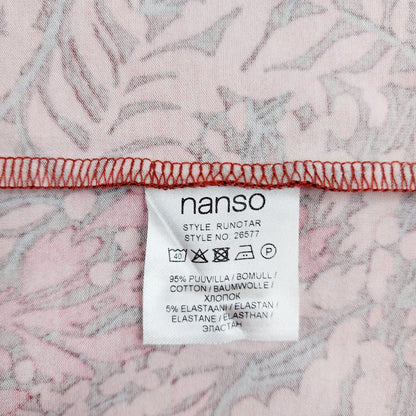 nanso
STYLE RUNOTAR
STYLE NO. 26577
40 P
95% PUUVILLA / BOMULL /
COTTON / BAUMWOLLE /
ХЛОПОК
5% ELASTAANI / ELASTAN /
ELASTANE / ELASTHAN /
ЭЛАСТАН